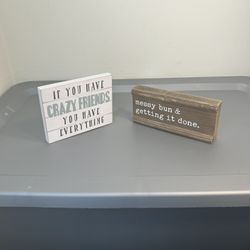 IF YOU HAVE
CRAZY FRIENDS
YOU HAVE
EVERYTHING
messy bun &
getting it done.